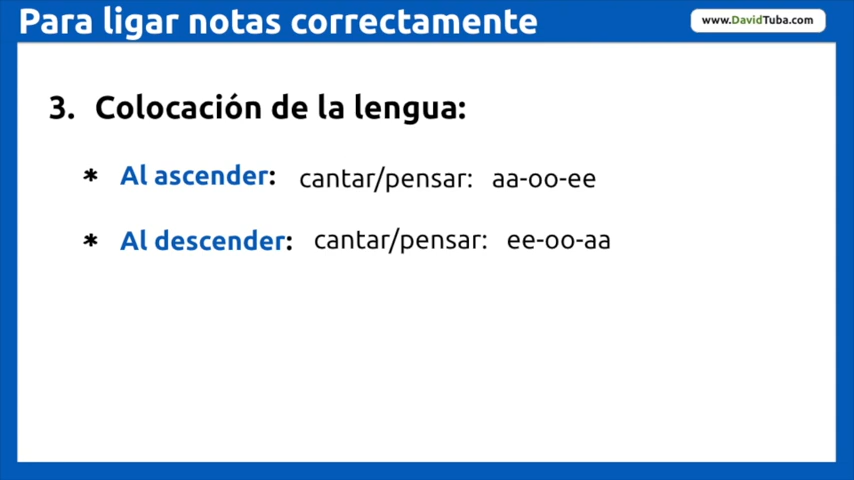 Para ligar notas correctamente
www.DavidTuba.com
3. Colocación de la lengua:
* Al ascender: cantar/pensar: aa-oo-ee
* Al descender: cantar/pensar: ee-oo-aa